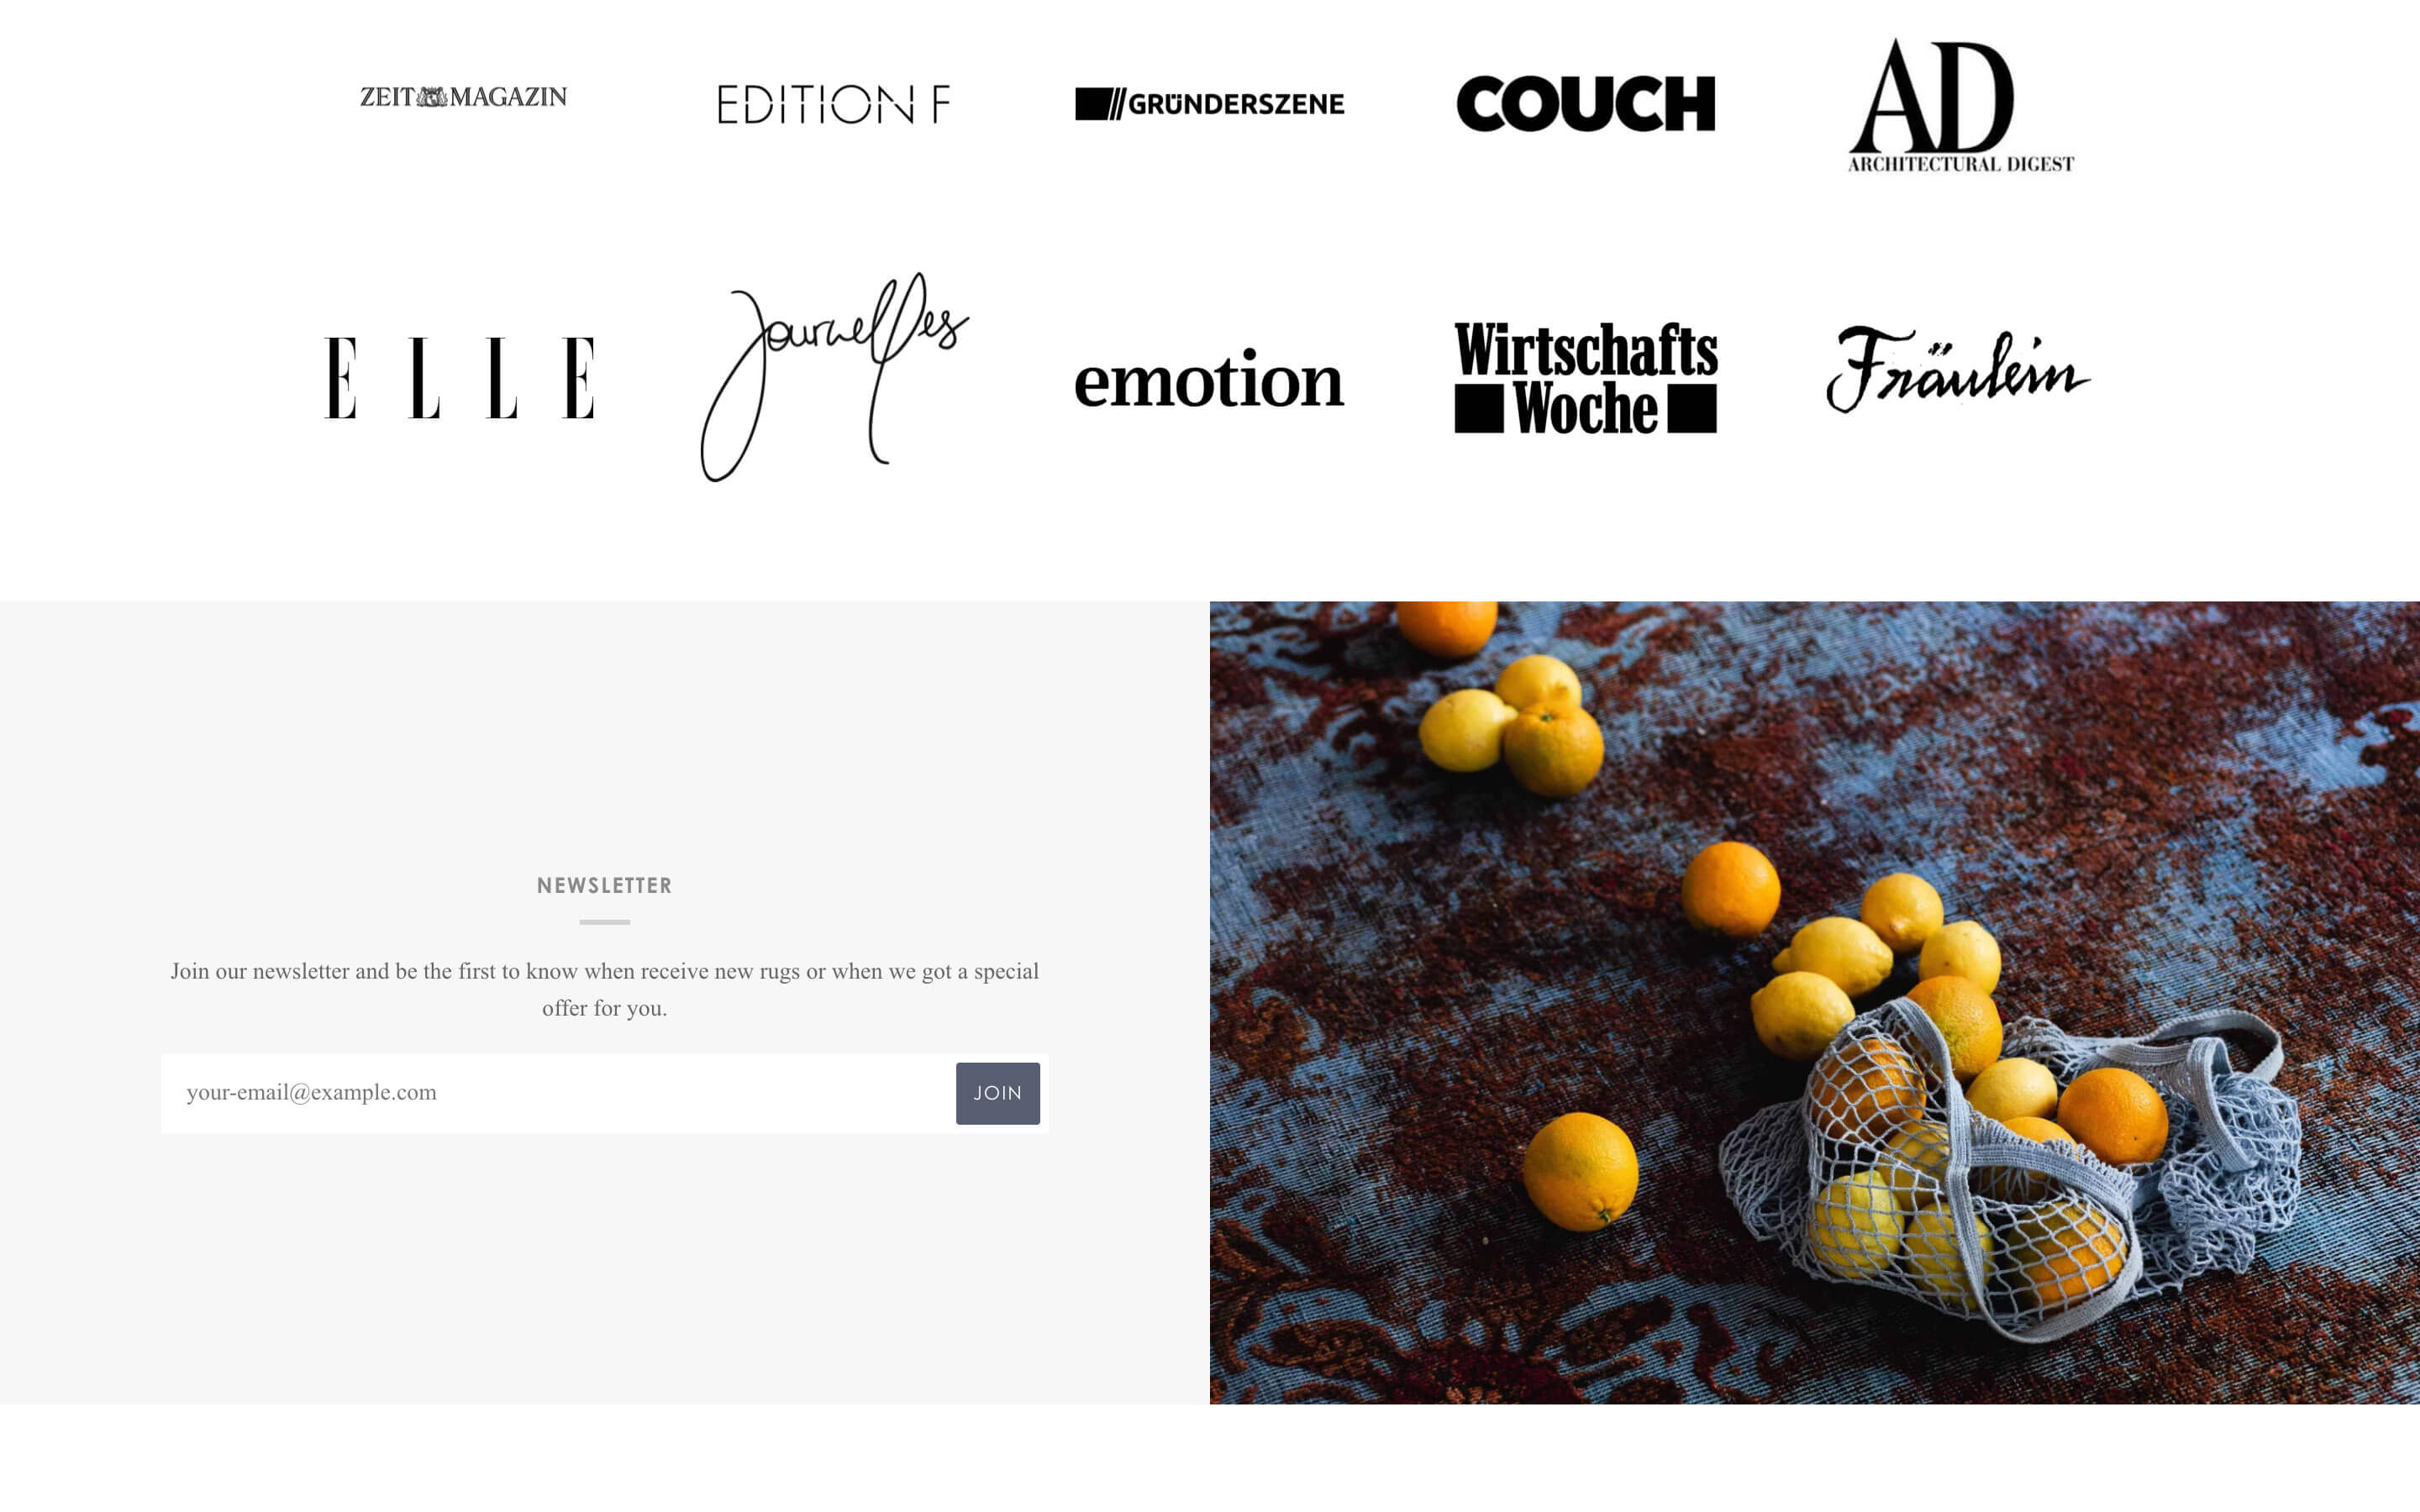 ZEIT MAGAZIN
EDITION F
GRÜNDERSZENE
COUCH
AD
ARCHITECTURAL DIGEST
ELLE
Journelles
emotion
Wirtschafts
Woche
Fräulein
NEWSLETTER
Join our newsletter and be the first to know when receive new rugs or when we got a special
offer for you.
your-email@example.com
JOIN